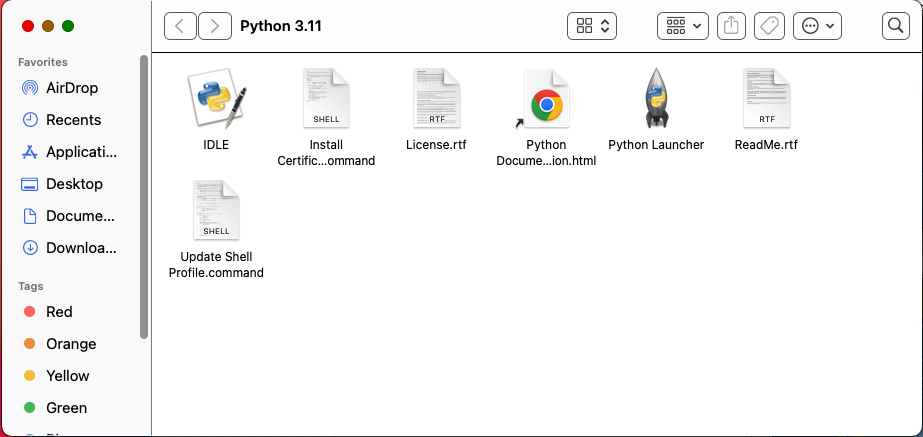 Python 3.11
Favorites
AirDrop
Recents
Applicati...
Desktop
Docume...
Downloa...
Tags
Red
Orange
Yellow
Green
IDLE
SHELL
Install
Certific...ommand
RTF
License.rtf
Python
Docume...ion.html
Python Launcher
RTF
ReadMe.rtf
SHELL
Update Shell
Profile.command